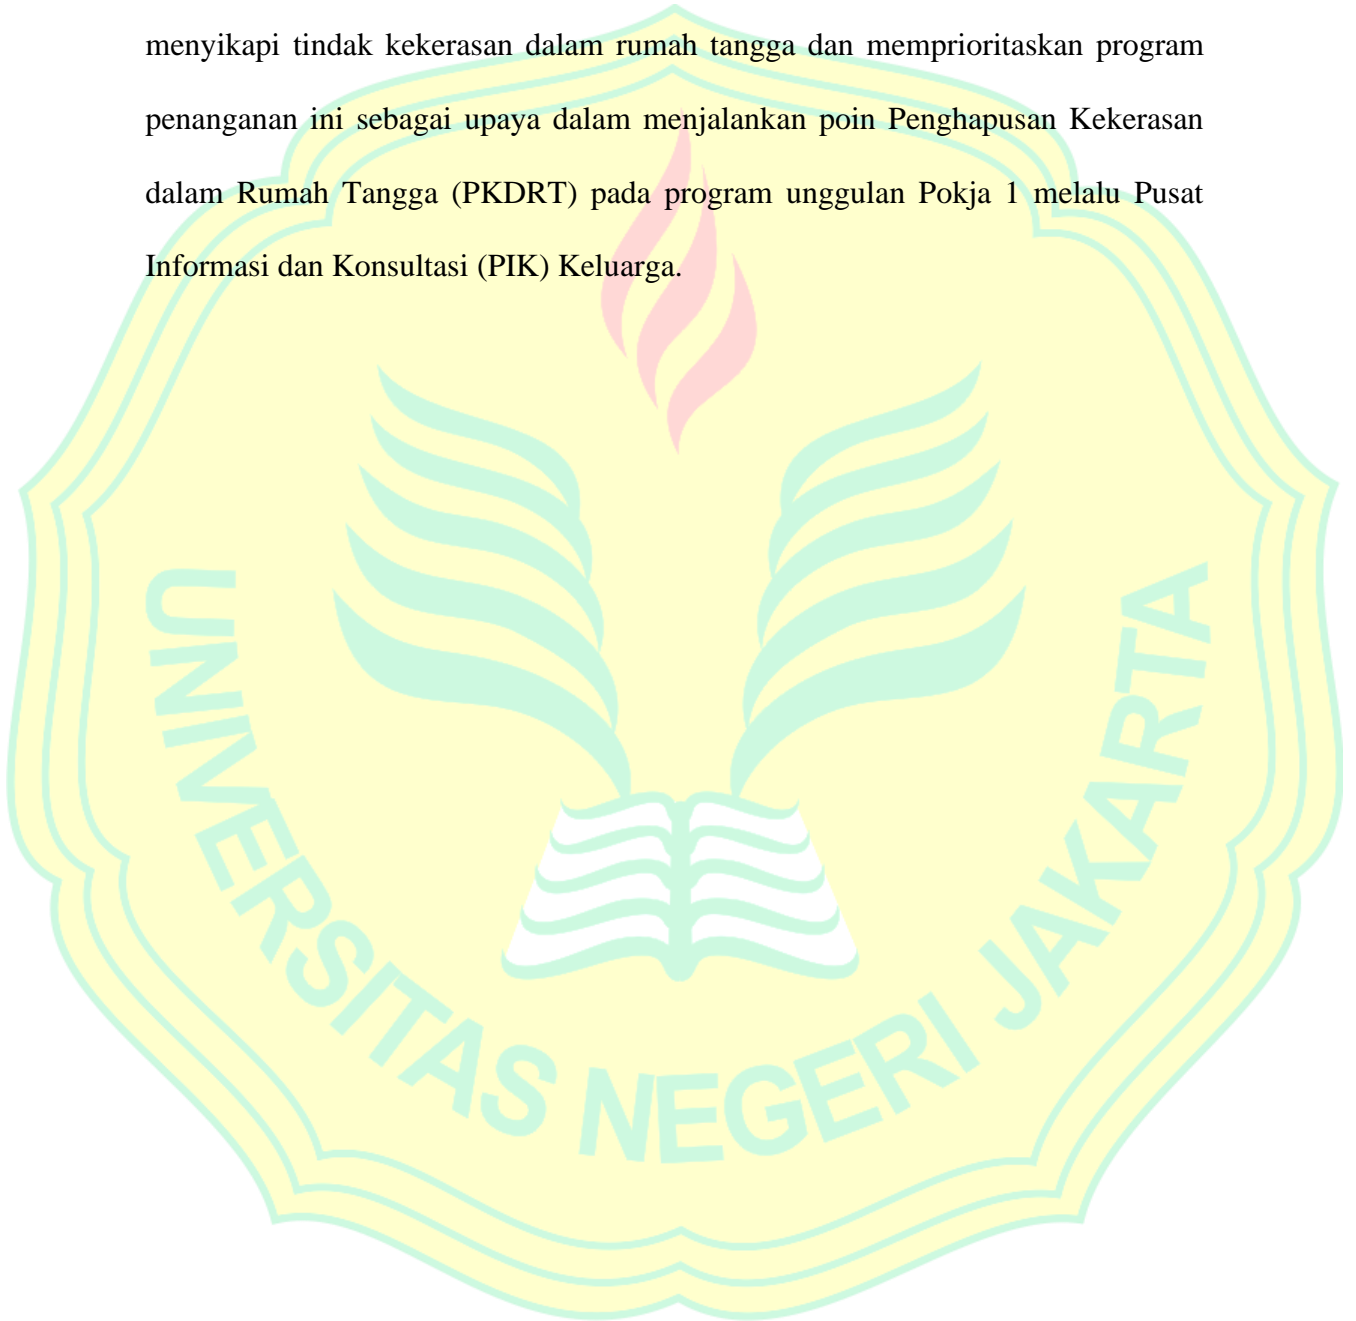 menyikapi tindak kekerasan dalam rumah tangga dan memprioritaskan program
penanganan ini sebagai upaya dalam menjalankan poin Penghapusan Kekerasan
dalam Rumah Tangga (PKDRT) pada program unggulan Pokja 1 melalu Pusat
Informasi dan Konsultasi (PIK) Keluarga.
UNIVERSITAS NEGERI JAKARTA